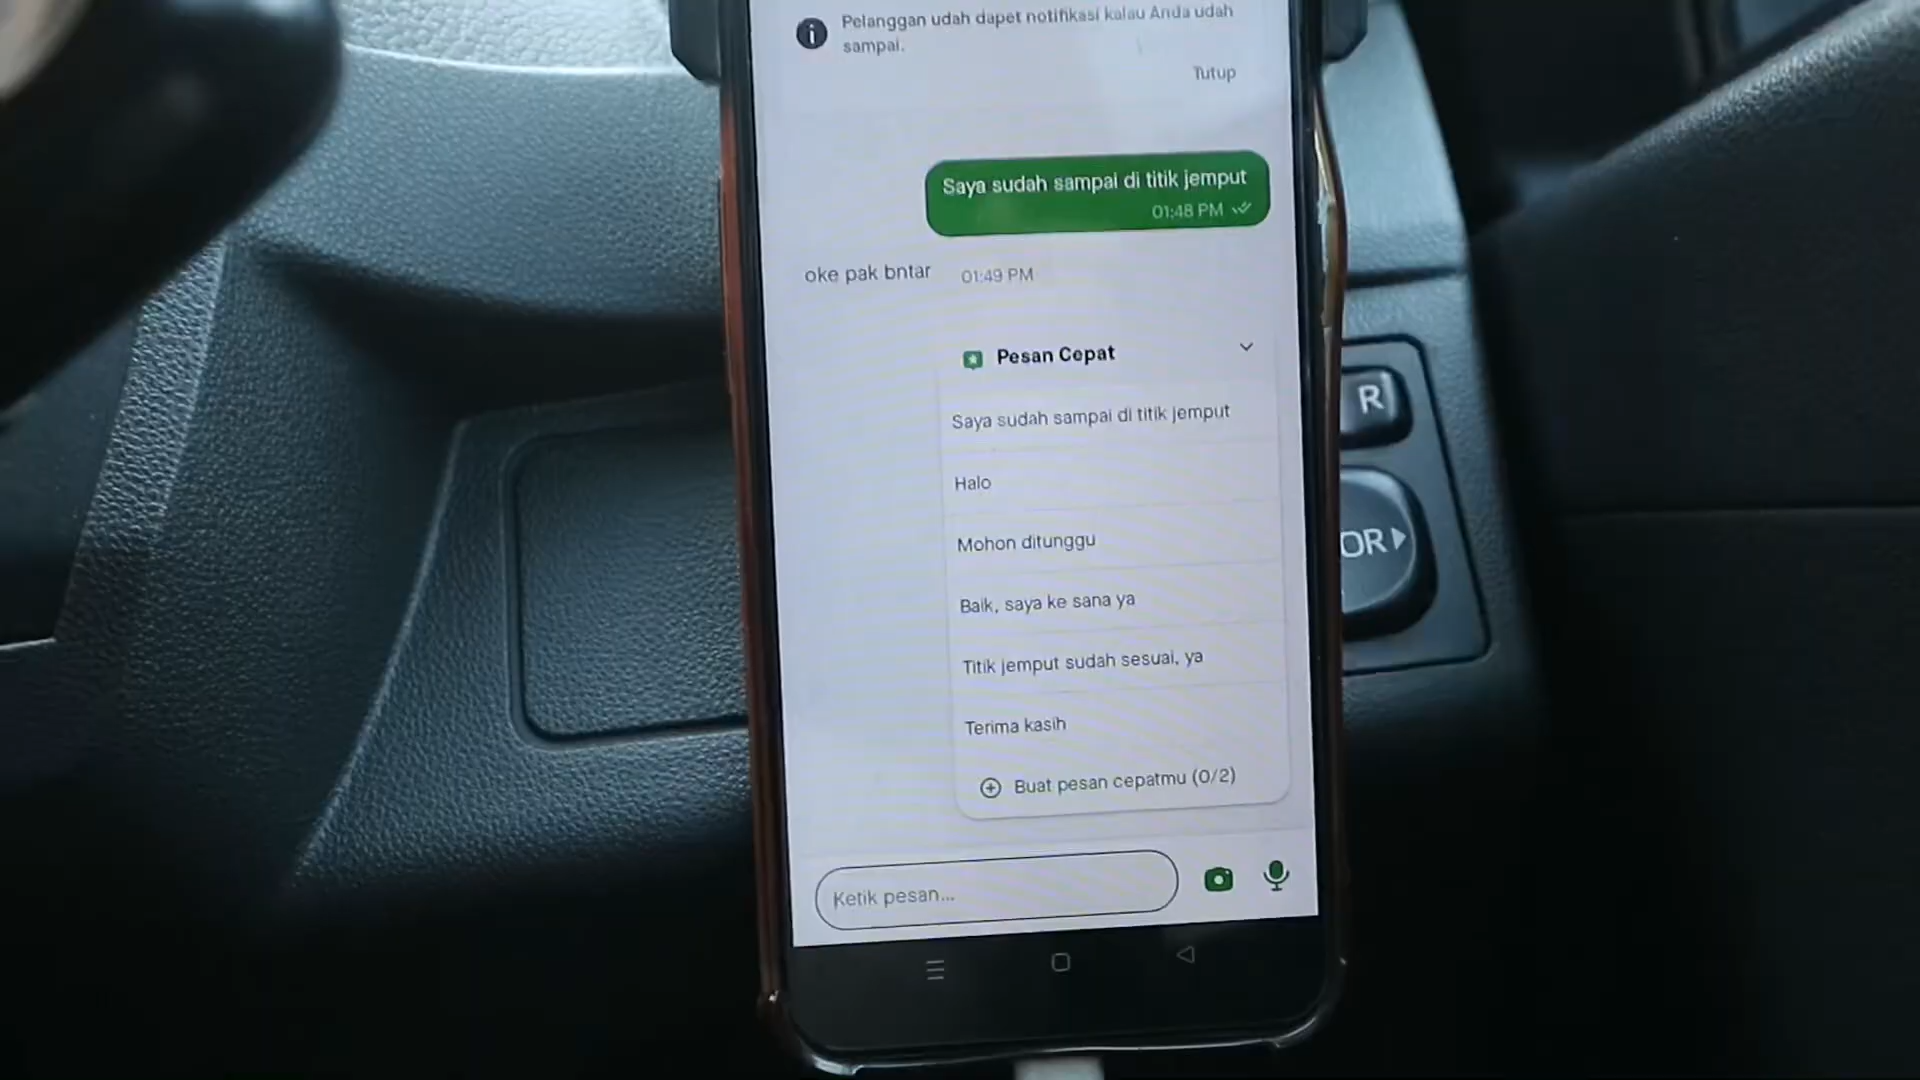 Pelanggan udah dapet notifikasi kalau Anda udah
sampai.
Tutup
Saya sudah sampai di titik jemput
01:48 PM
oke pak bntar 01:49 PM
Pesan Cepat
Saya sudah sampai di titik jemput
Halo
Mohon ditunggu
Baik, saya ke sana ya
Titik jemput sudah sesuai, ya
Terima kasih
Buat pesan cepatmu (0/2)
Ketik pesan...
R
OR